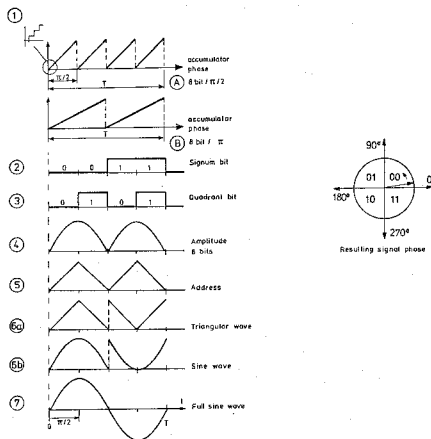 1
π/2
T
accumulator
phase
A 8 bit / π/2
T
accumulator
phase
B 8 bit / π
2
0 0 1 1
Signum bit
3
0 1 0 1
Quadrant bit
4
Amplitude
8 bits
5
Address
6a
Triangular wave
6b
Sine wave
7
0
π/2
T
t
Full sine wave
90°
01 00
0
180°
10 11
270°
Resulting signal phase